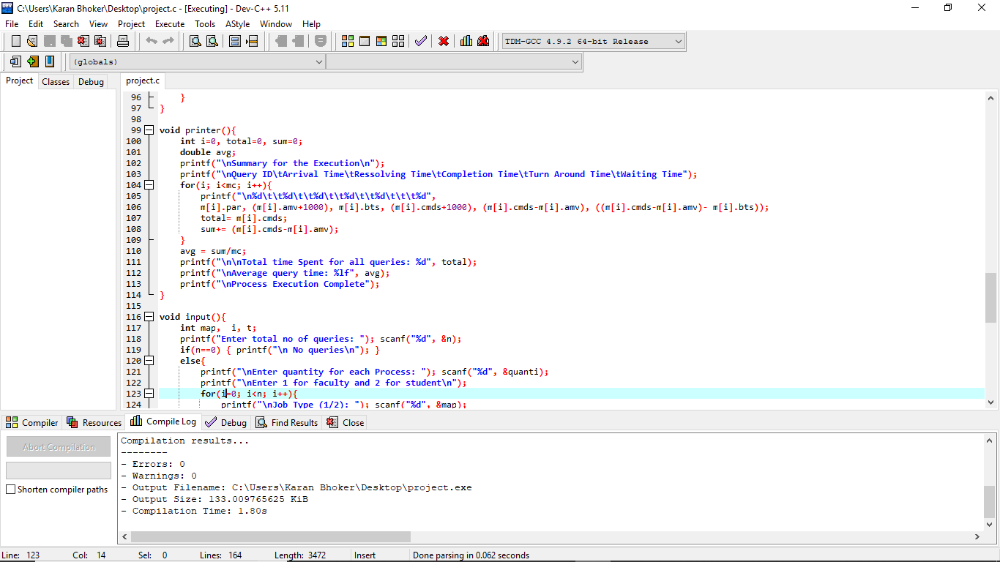 C:\Users\Karan Bhoker\Desktop\project.c - [Executing] - Dev-C++ 5.11
File Edit Search View Project Execute Tools AStyle Window Help
TDM-GCC 4.9.2 64-bit Release
(globals)
Project Classes Debug project.c
96 }
97 }
98
99 void printer(){
100 int i=0, total=0, sum=0;
101 double avg;
102 printf("\nSummary for the Execution\n");
103 printf("\nQuery ID\tArrival Time\tRessolving Time\tCompletion Time\tTurn Around Time\tWaiting Time");
104 for(i; i<mc; i++){
105 printf("\n%d\t\t%d\t\t%d\t\t%d\t\t%d\t\t\t%d",
106 m[i].par, (m[i].amv+1000), m[i].bts, (m[i].cmds+1000), (m[i].cmds-m[i].amv), ((m[i].cmds-m[i].amv)- m[i].bts));
107 total= m[i].cmds;
108 sum+= (m[i].cmds-m[i].amv);
109 }
110 avg = sum/mc;
111 printf("\n\nTotal time Spent for all queries: %d", total);
112 printf("\nAverage query time: %lf", avg);
113 printf("\nProcess Execution Complete");
114 }
115
116 void input(){
117 int map,  i, t;
118 printf("Enter total no of queries: "); scanf("%d", &n);
119 if(n==0) { printf("\n No queries\n"); }
120 else{
121 printf("\nEnter quantity for each Process: "); scanf("%d", &quanti);
122 printf("\nEnter 1 for faculty and 2 for student\n");
123 for(i=0; i<n; i++){
124 printf("\nJob Type (1/2): "); scanf("%d", &map);
Compiler Resources Compile Log Debug Find Results Close
Abort Compilation
Shorten compiler paths
Compilation results...
--------
- Errors: 0
- Warnings: 0
- Output Filename: C:\Users\Karan Bhoker\Desktop\project.exe
- Output Size: 133.009765625 KiB
- Compilation Time: 1.80s
Line: 123 Col: 14 Sel: 0 Lines: 164 Length: 3472 Insert Done parsing in 0.062 seconds